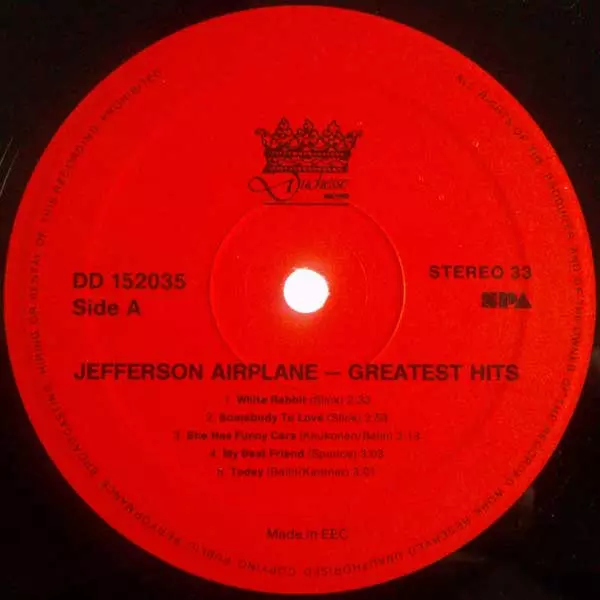 Duchesse
DD 152035
STEREO 33
Side A
JEFFERSON AIRPLANE – GREATEST HITS
1. White Rabbit (Slick) 2:33
2. Somebody To Love (Slick) 2:54
3. She Has Funny Cars (Kaukonen/Balin) 3:13
4. My Best Friend (Spence) 3:03
5. Today (Balin/Kantner) 3:01
Made in EEC
ALL RIGHTS OF THE PRODUCER AND OF THE OWNER OF THE RECORDED WORK RESERVED UNAUTHORISED COPYING PUBLIC PERFORMANCE BROADCASTING HIRING OR RENTAL OF THIS RECORDING PROHIBITED